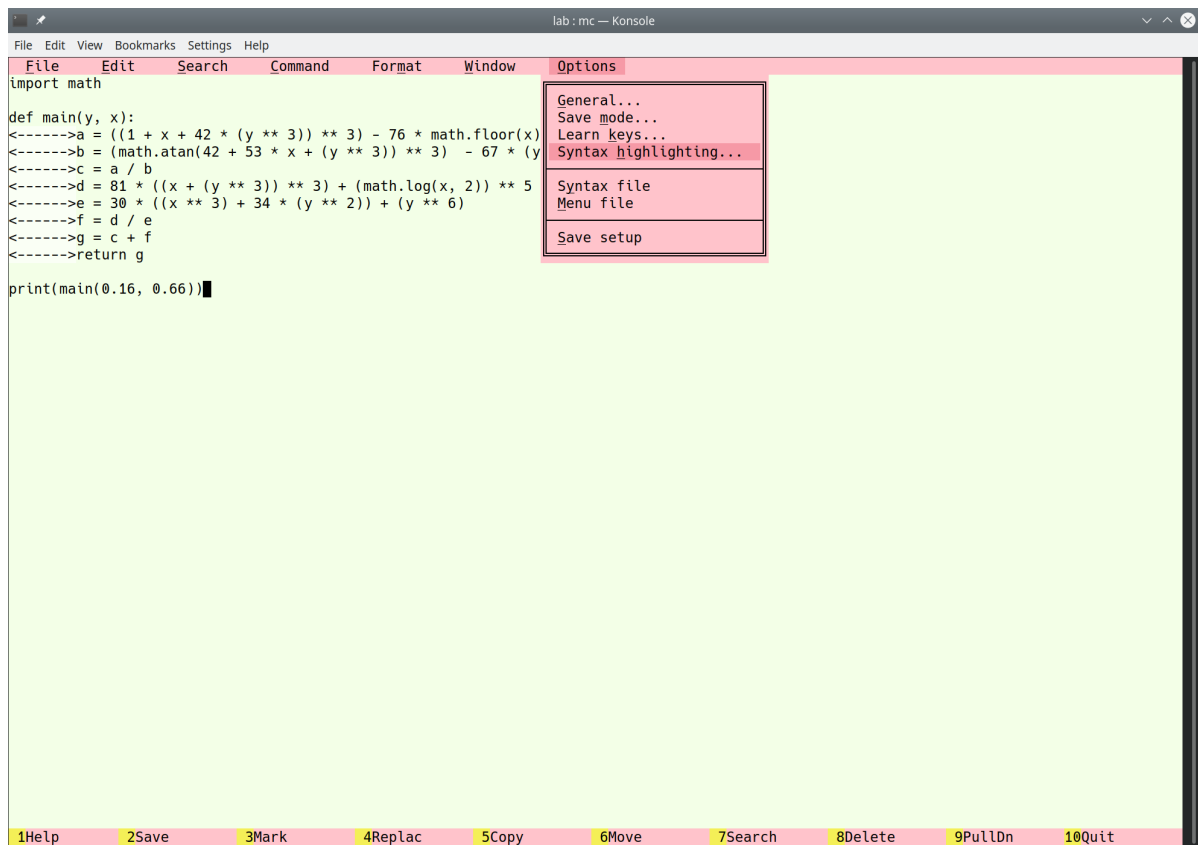 lab : mc — Konsole
File Edit View Bookmarks Settings Help
File Edit Search Command Format Window Options
import math
def main(y, x):
<------>a = ((1 + x + 42 * (y ** 3)) ** 3) - 76 * math.floor(x)
<------>b = (math.atan(42 + 53 * x + (y ** 3)) ** 3)  - 67 * (y
<------>c = a / b
<------>d = 81 * ((x + (y ** 3)) ** 3) + (math.log(x, 2)) ** 5
<------>e = 30 * ((x ** 3) + 34 * (y ** 2)) + (y ** 6)
<------>f = d / e
<------>g = c + f
<------>return g
print(main(0.16, 0.66))
General...
Save mode...
Learn keys...
Syntax highlighting...
Syntax file
Menu file
Save setup
1Help 2Save 3Mark 4Replac 5Copy 6Move 7Search 8Delete 9PullDn 10Quit